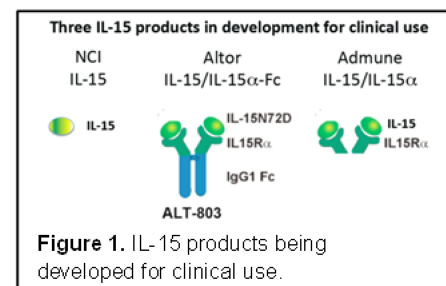 Three IL-15 products in development for clinical use
NCI Altor Admune
IL-15 IL-15/IL-15α-Fc IL-15/IL-15α
IL-15 IL-15N72D IL-15
IL15Rα IL15Rα
IgG1 Fc
ALT-803
Figure 1. IL-15 products being
developed for clinical use.